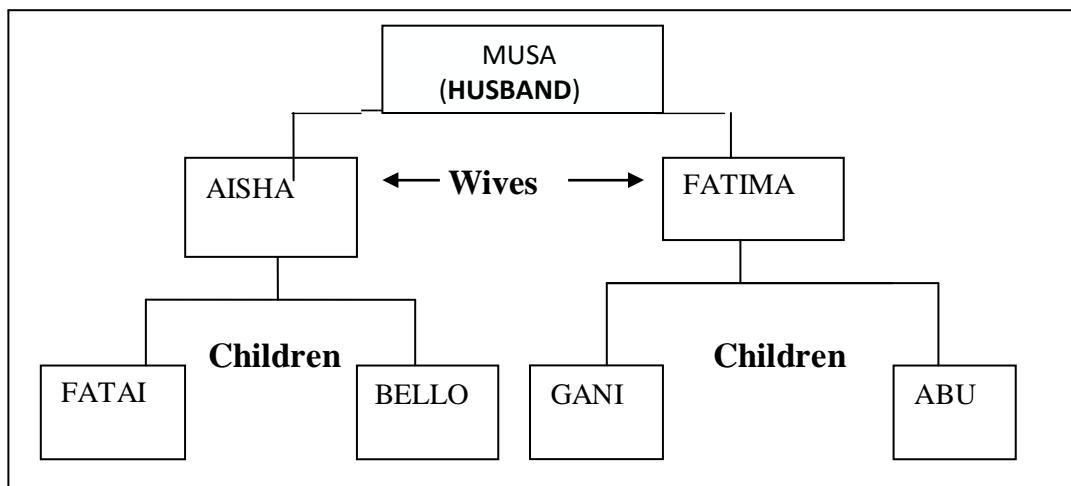 MUSA
(HUSBAND)
AISHA
Wives
FATIMA
Children
Children
FATAI
BELLO
GANI
ABU